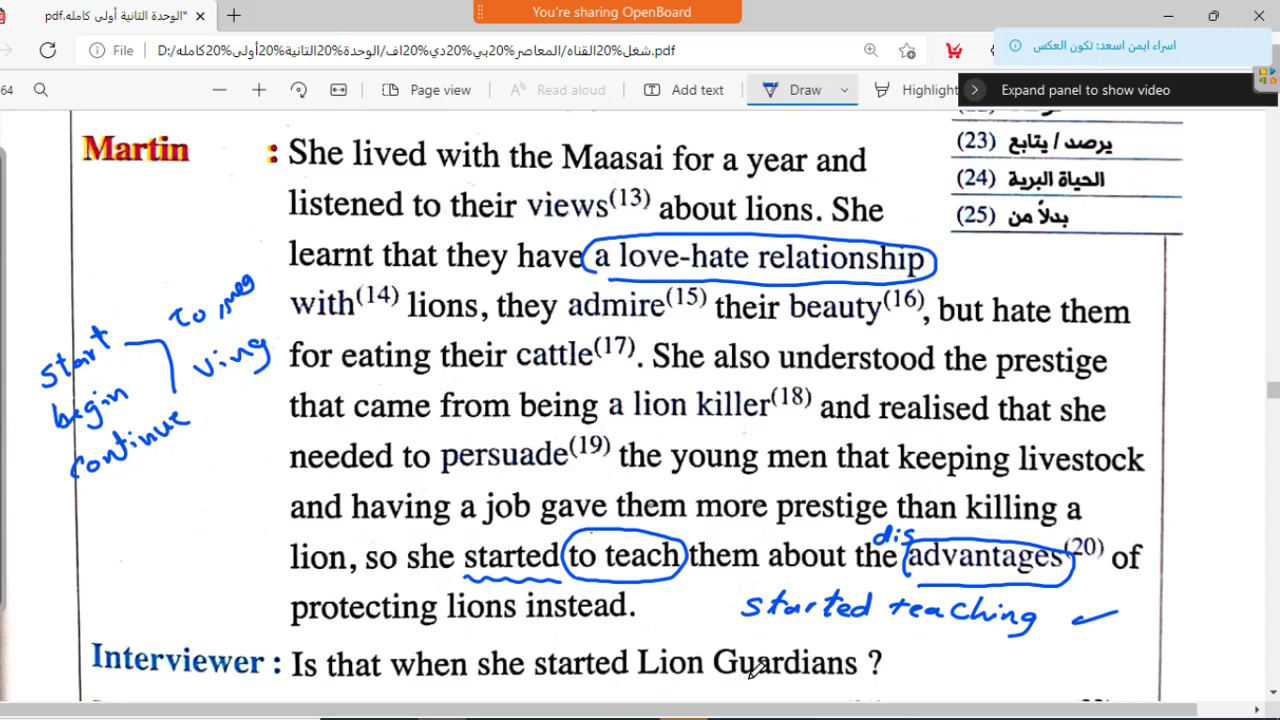 الوحدة الثانية أولى كامله.pdf*
You're sharing OpenBoard
File
D:/شغل%20القناه/المعاصر%20بي%20دي%20اف/الوحدة%20الثانية%20أولى%20كامله.pdf
اسراء ايمن اسعد: تكون العكس
64
Page view
Read aloud
Add text
Draw
Highlight
Expand panel to show video
(23) يرصد / يتابع
(24) الحياة البرية
(25) بدلاً من
Martin : She lived with the Maasai for a year and
listened to their views(13) about lions. She
learnt that they have a love-hate relationship
with(14) lions, they admire(15) their beauty(16), but hate them
for eating their cattle(17). She also understood the prestige
that came from being a lion killer(18) and realised that she
needed to persuade(19) the young men that keeping livestock
and having a job gave them more prestige than killing a
dis
lion, so she started to teach them about the advantages(20) of
protecting lions instead.
started teaching
start
begin
continue
to
ving
Interviewer : Is that when she started Lion Guardians ?